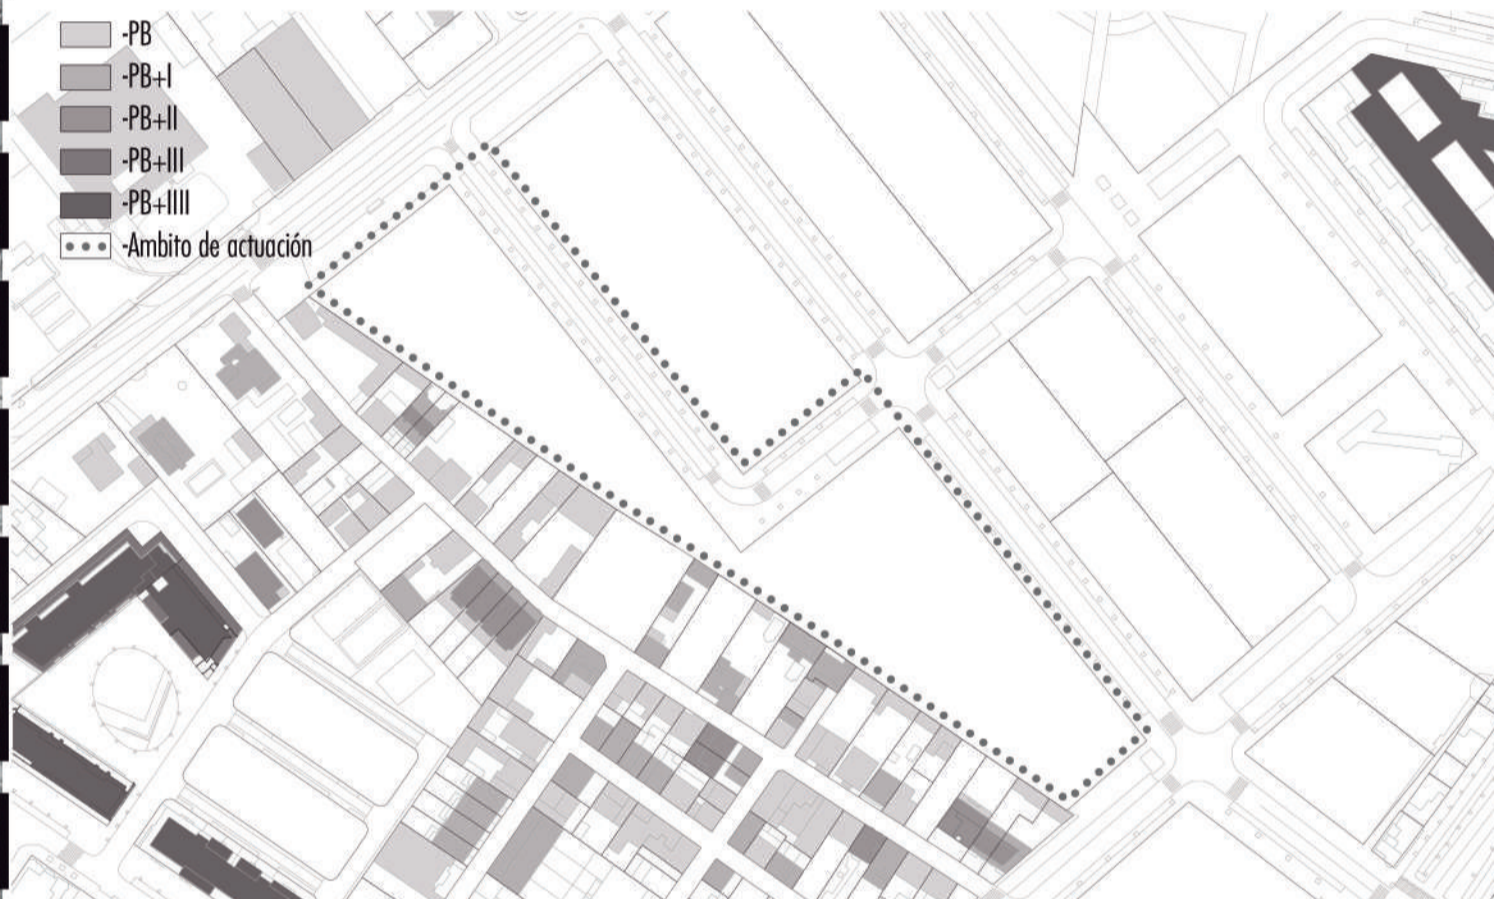 -PB
-PB+I
-PB+II
-PB+III
-PB+IIII
-Ambito de actuación